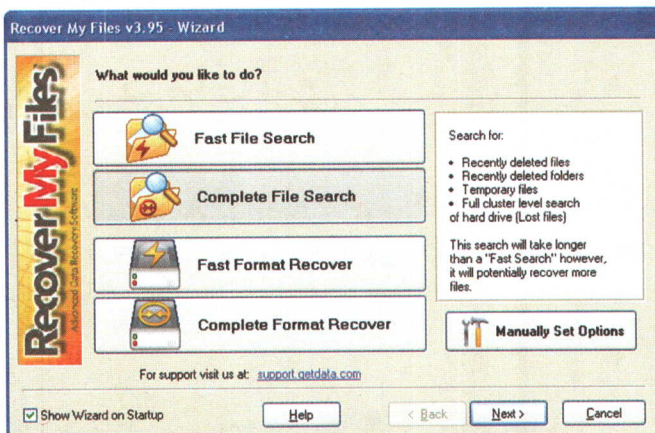 Recover My Files v3.95 - Wizard
Recover My Files
Advanced Data Recovery Software
What would you like to do?
Fast File Search
Complete File Search
Fast Format Recover
Complete Format Recover
Search for:
• Recently deleted files
• Recently deleted folders
• Temporary files
• Full cluster level search
of hard drive (Lost files)
This search will take longer
than a "Fast Search" however,
it will potentially recover more
files.
Manually Set Options
For support visit us at: support.getdata.com
Show Wizard on Startup
Help
< Back
Next >
Cancel